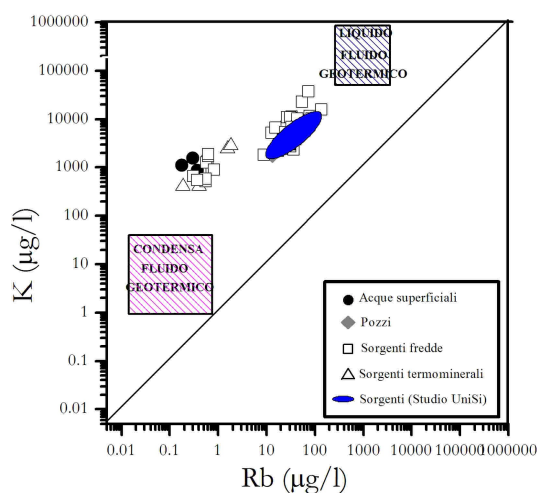 1000000
100000
10000
1000
100
10
1
0.1
0.01
K (µg/l)
LIQUIDO
FLUIDO
GEOTERMICO
CONDENSA
FLUIDO
GEOTERMICO
Acque superficiali
Pozzi
Sorgenti fredde
Sorgenti termominerali
Sorgenti (Studio UniSi)
0.01 0.1 1 10 100 1000 10000 100000 1000000
Rb (µg/l)